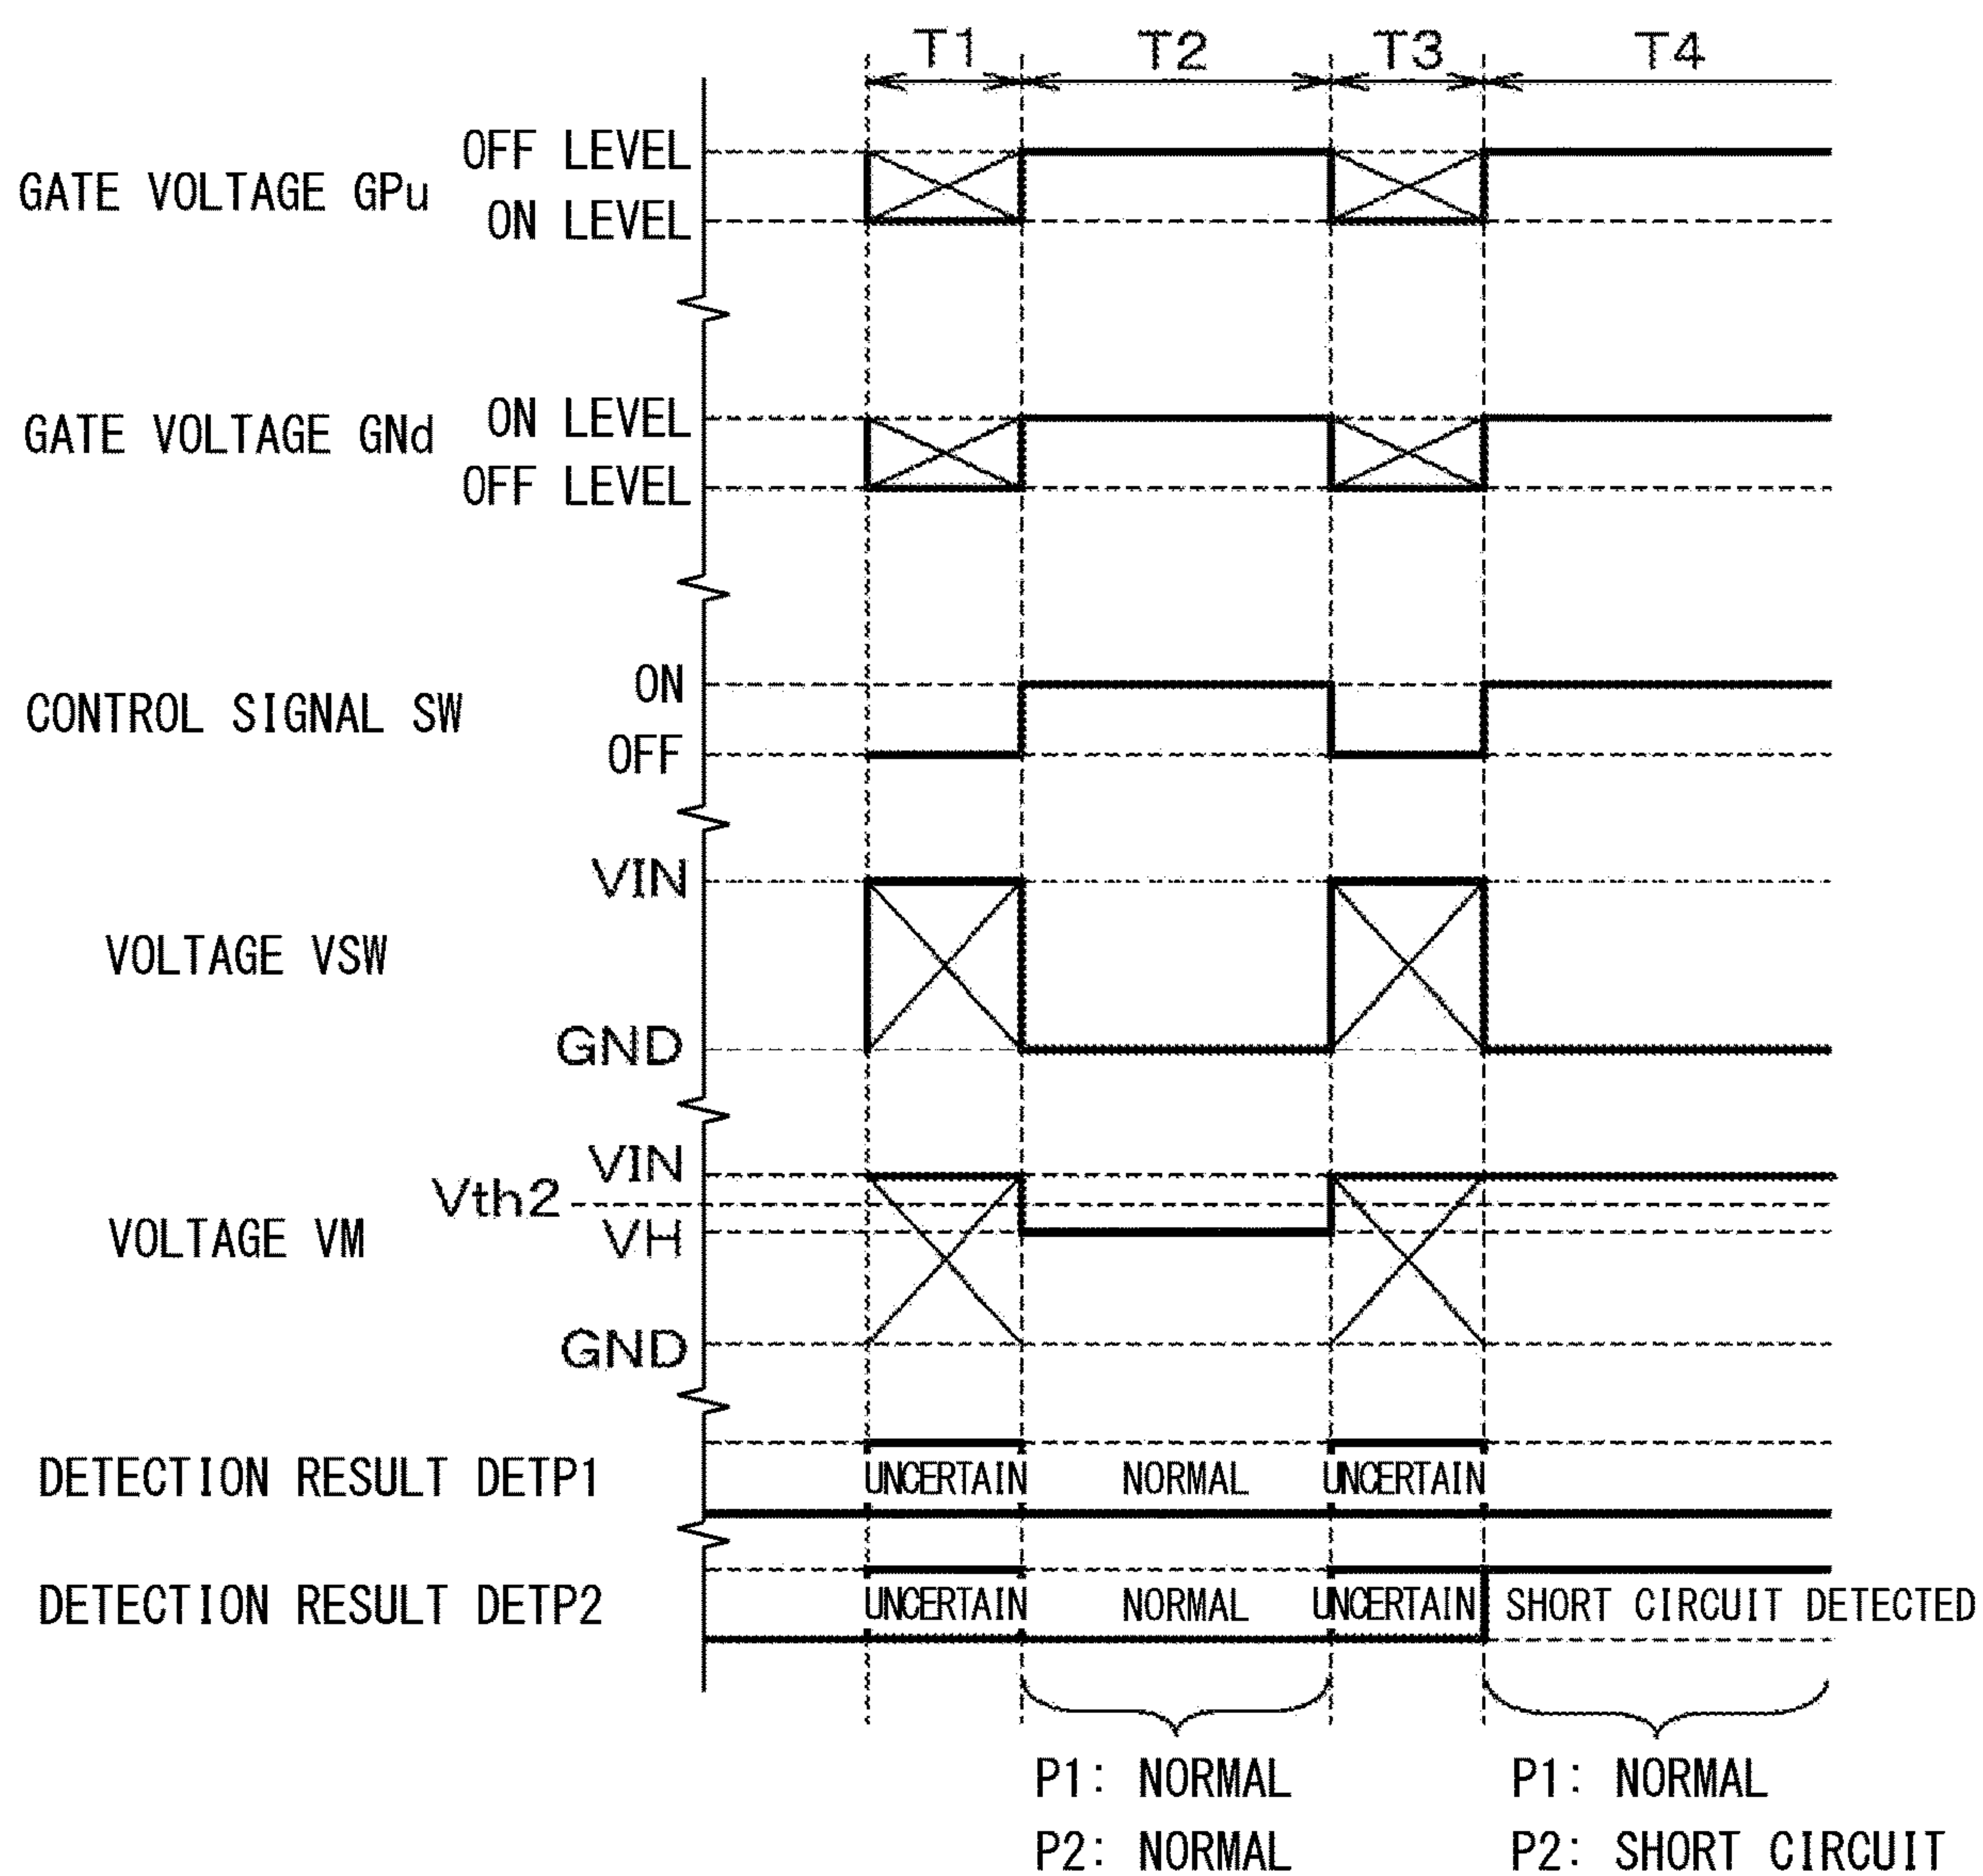 T1 T2 T3 T4
OFF LEVEL
GATE VOLTAGE GPu
ON LEVEL
ON LEVEL
GATE VOLTAGE GNd
OFF LEVEL
ON
CONTROL SIGNAL SW
OFF
VIN
VOLTAGE VSW
GND
VIN
Vth2
VOLTAGE VM
VH
GND
DETECTION RESULT DETP1 UNCERTAIN NORMAL UNCERTAIN
DETECTION RESULT DETP2 UNCERTAIN NORMAL UNCERTAIN SHORT CIRCUIT DETECTED
P1: NORMAL P1: NORMAL
P2: NORMAL P2: SHORT CIRCUIT